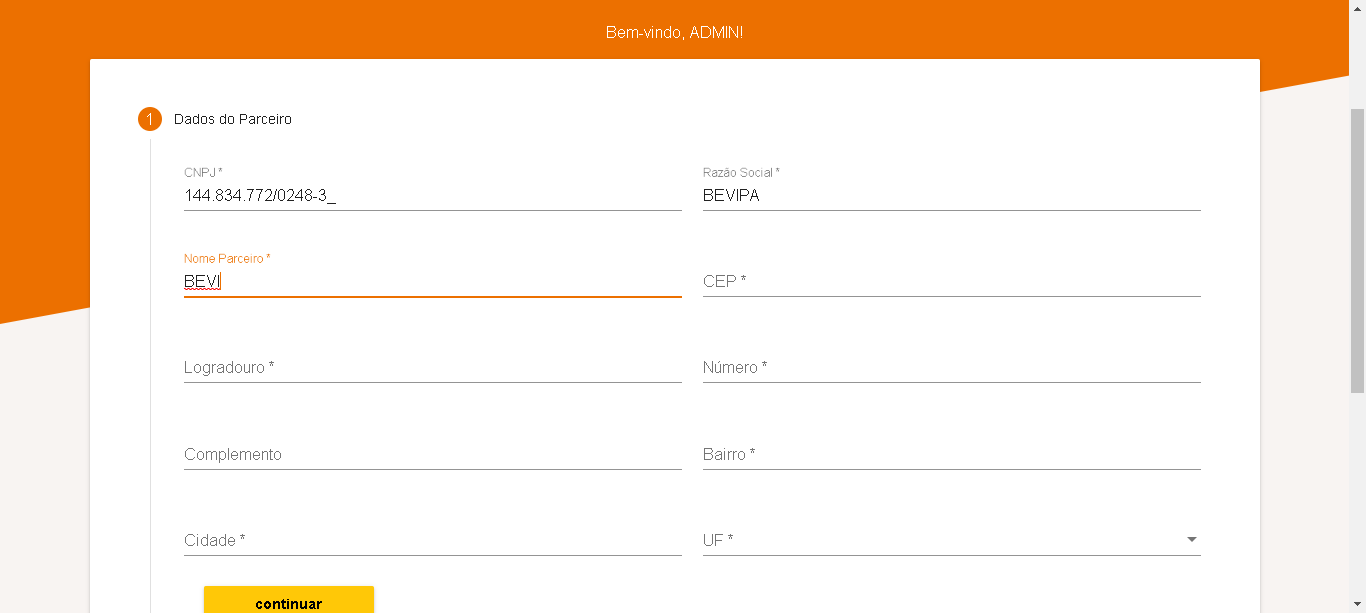 Bem-vindo, ADMIN!
1 Dados do Parceiro
CNPJ * Razão Social *
144.834.772/0248-3_ BEVIPA
Nome Parceiro *
BEVI CEP *
Logradouro * Número *
Complemento Bairro *
Cidade * UF *
continuar